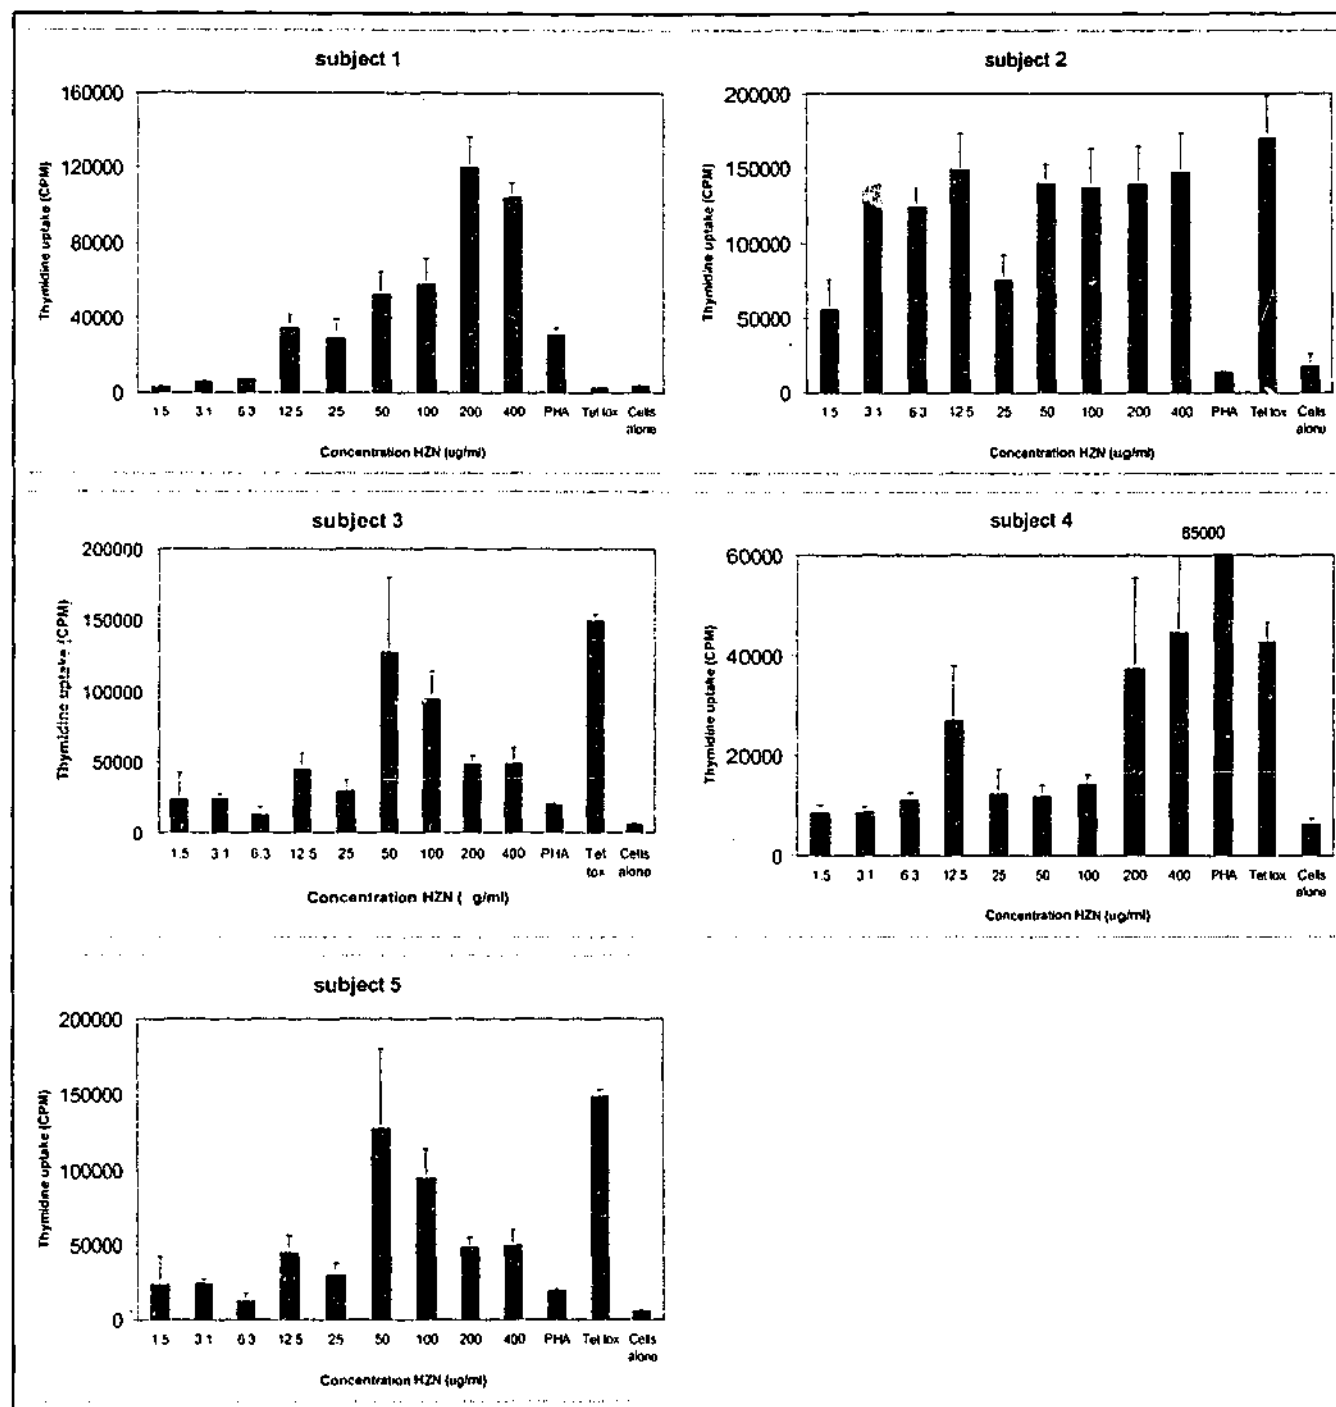 subject 1
160000
120000
80000
40000
0
Thymidine uptake (CPM)
1.5 3.1 6.3 12.5 25 50 100 200 400 PHA Tet tox Cells alone
Concentration HZN (ug/ml)
subject 2
200000
150000
100000
50000
0
Thymidine uptake (CPM)
1.5 3.1 6.3 12.5 25 50 100 200 400 PHA Tet tox Cells alone
Concentration HZN (ug/ml)
subject 3
200000
150000
100000
50000
0
Thymidine uptake (CPM)
1.5 3.1 6.3 12.5 25 50 100 200 400 PHA Tet tox Cells alone
Concentration HZN ( g/ml)
subject 4
85000
60000
40000
20000
0
Thymidine uptake (CPM)
1.5 3.1 6.3 12.5 25 50 100 200 400 PHA Tet tox Cells alone
Concentration HZN (ug/ml)
subject 5
200000
150000
100000
50000
0
Thymidine uptake (CPM)
1.5 3.1 6.3 12.5 25 50 100 200 400 PHA Tet tox Cells alone
Concentration HZN (ug/ml)